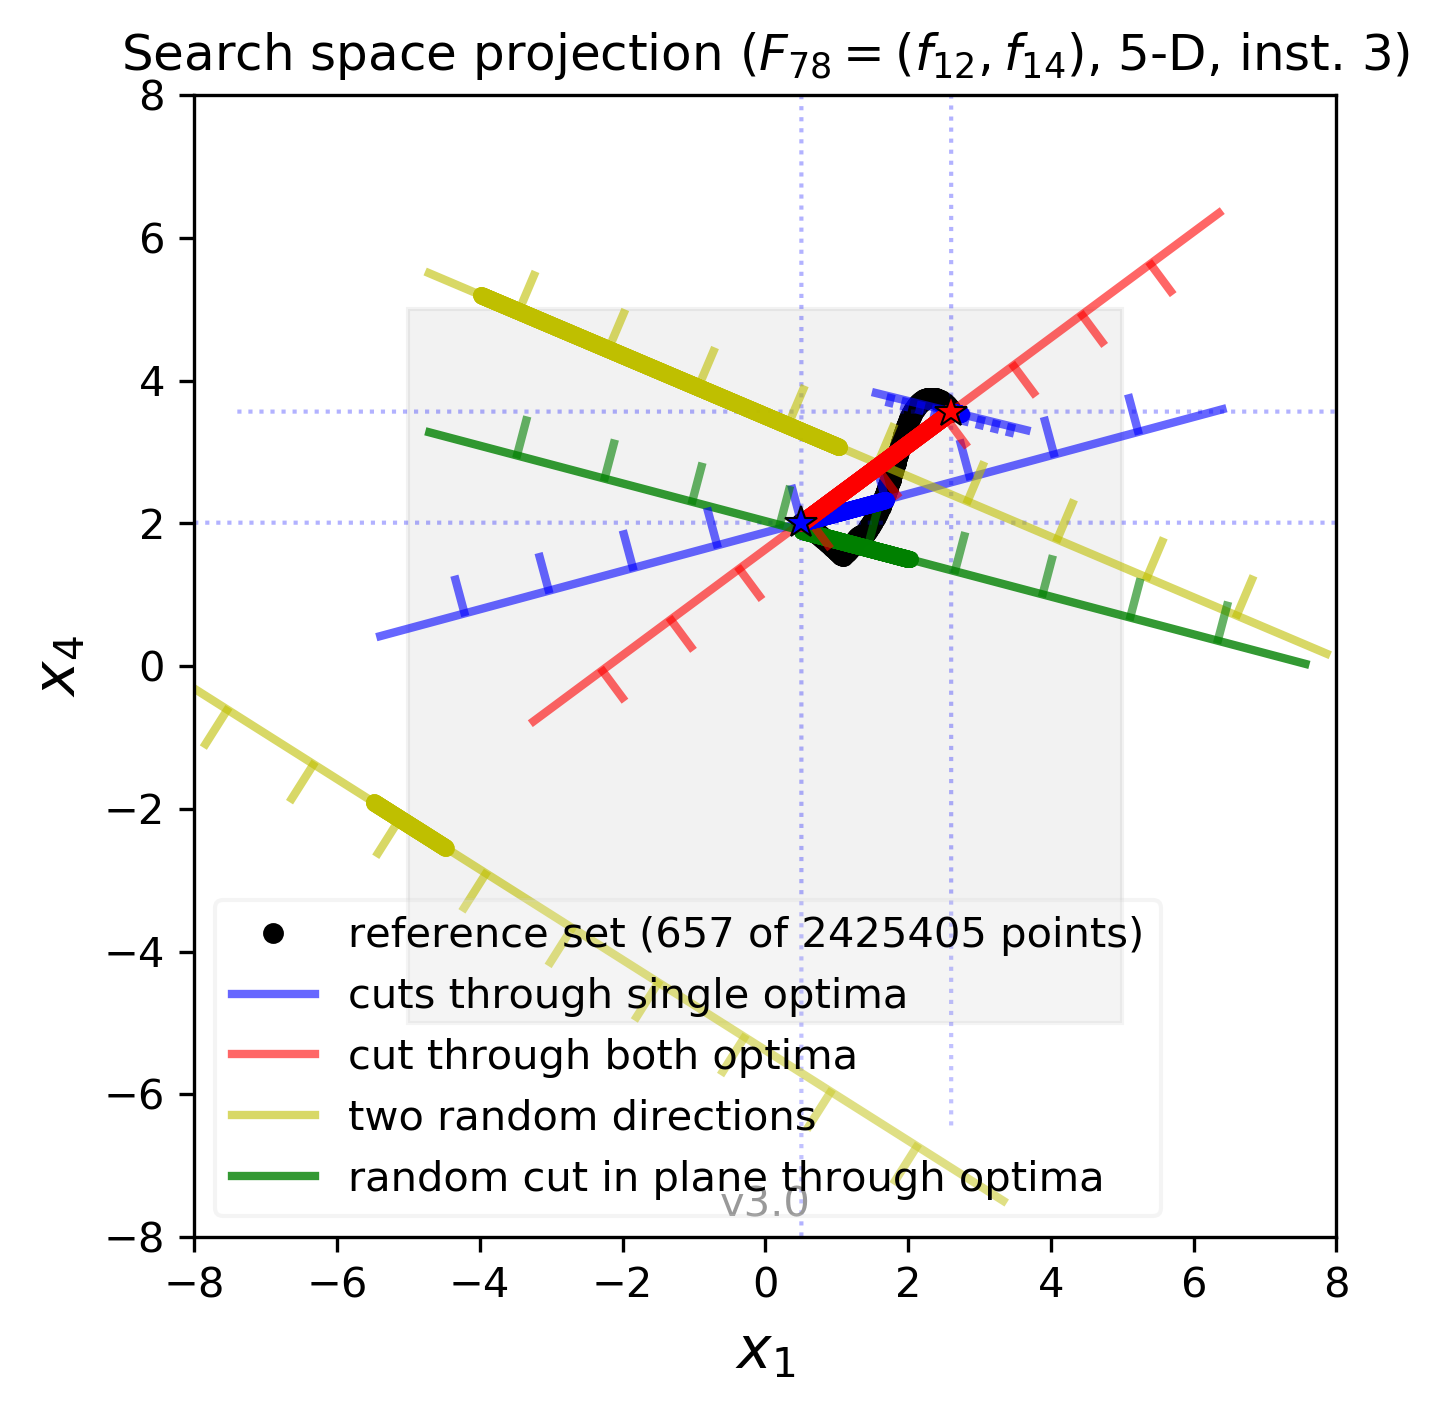 Search space projection (F78 = (f12, f14), 5-D, inst. 3)
8
6
4
2
0
−2
−4
−6
−8
x4
reference set (657 of 2425405 points)
cuts through single optima
cut through both optima
two random directions
random cut in plane through optima
v3.0
−8 −6 −4 −2 0 2 4 6 8
x1